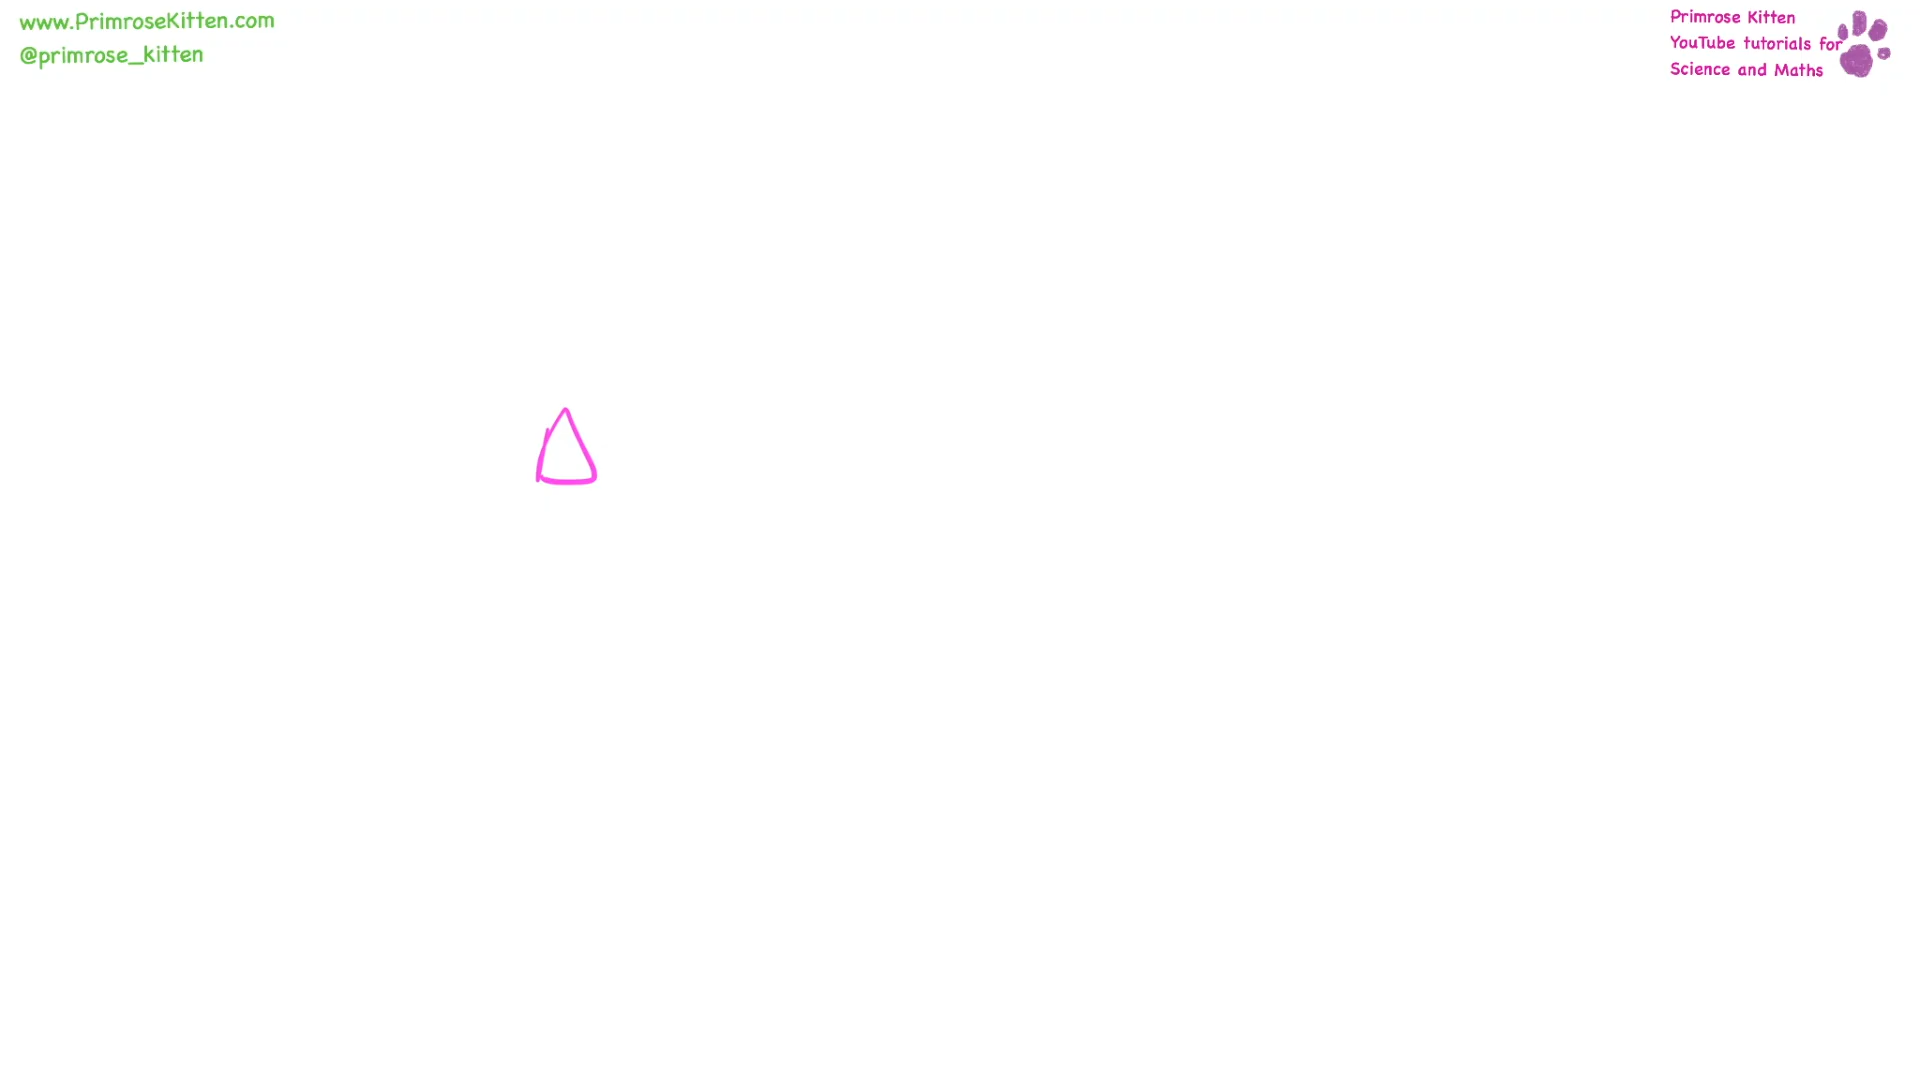 www.PrimroseKitten.com
@primrose_kitten
Primrose Kitten
YouTube tutorials for
Science and Maths